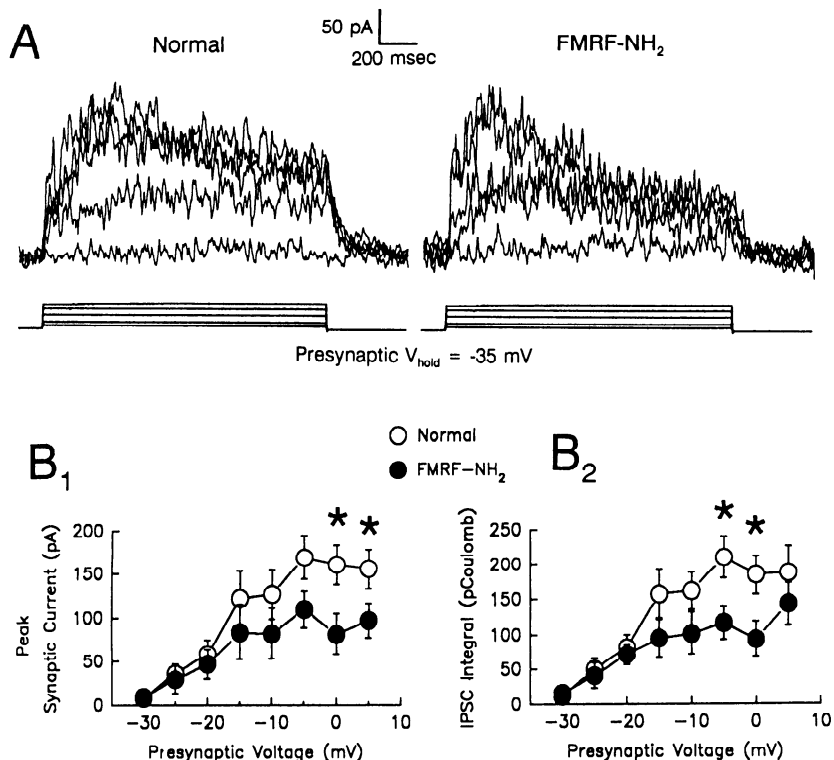 A
Normal
50 pA
200 msec
FMRF-NH2
Presynaptic Vhold = -35 mV
Normal
FMRF-NH2
B1
Peak
Synaptic Current (pA)
200
150
100
50
0
-30
-20
-10
0
10
Presynaptic Voltage (mV)
* *
B2
IPSC Integral (pCoulomb)
250
200
150
100
50
0
-30
-20
-10
0
10
Presynaptic Voltage (mV)
* *